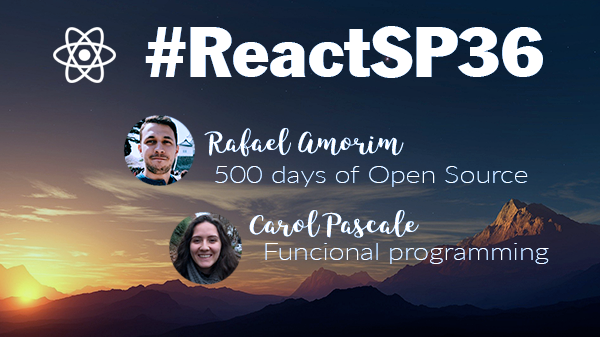 #ReactSP36
Rafael Amorim
500 days of Open Source
Carol Pascale
Funcional programming